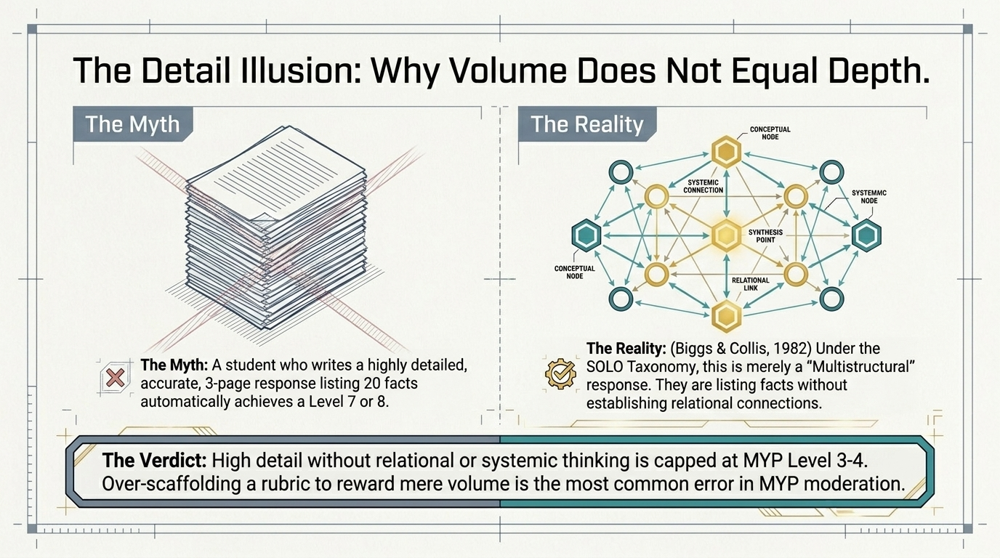 The Detail Illusion: Why Volume Does Not Equal Depth.
The Myth
The Myth: A student who writes a highly detailed,
accurate, 3-page response listing 20 facts
automatically achieves a Level 7 or 8.
The Reality
CONCEPTUAL
NODE
SYSTEMIC
CONNECTION
SYSTEMMC
NODE
SYNTHESIS
POINT
CONCEPTUAL
NODE
RELATIONAL
LINK
The Reality: (Biggs & Collis, 1982) Under the
SOLO Taxonomy, this is merely a “Multistructural”
response. They are listing facts without
establishing relational connections.
The Verdict: High detail without relational or systemic thinking is capped at MYP Level 3-4.
Over-scaffolding a rubric to reward mere volume is the most common error in MYP moderation.